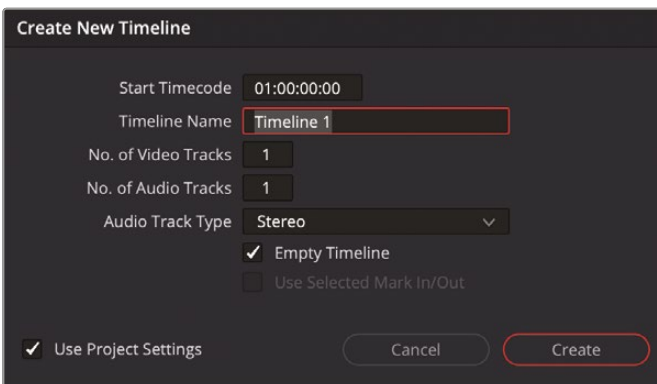 Create New Timeline
Start Timecode 01:00:00:00
Timeline Name Timeline 1
No. of Video Tracks 1
No. of Audio Tracks 1
Audio Track Type Stereo
Empty Timeline
Use Selected Mark In/Out
Use Project Settings Cancel Create